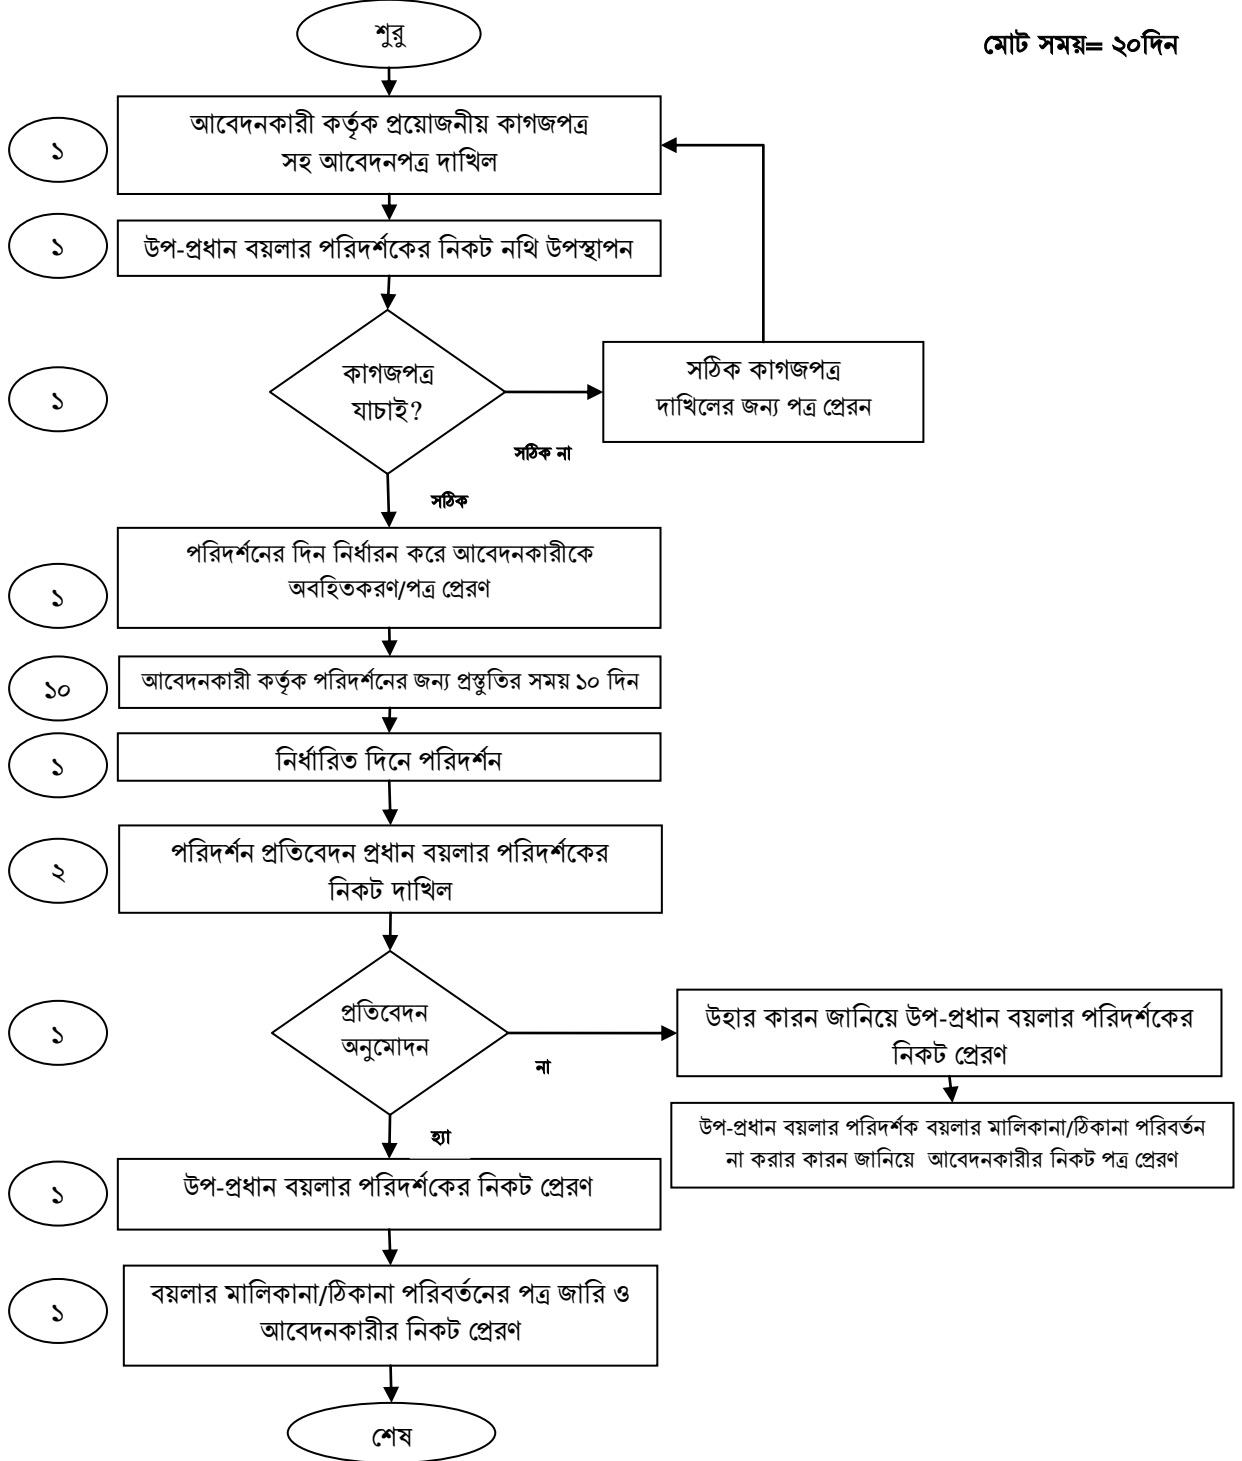 শুরু
মোট সময়= ২০দিন
১
আবেদনকারী কর্তৃক প্রয়োজনীয় কাগজপত্র
সহ আবেদনপত্র দাখিল
১
উপ-প্রধান বয়লার পরিদর্শকের নিকট নথি উপস্থাপন
১
কাগজপত্র
যাচাই?
সঠিক না
সঠিক কাগজপত্র
দাখিলের জন্য পত্র প্রেরন
সঠিক
১
পরিদর্শনের দিন নির্ধারন করে আবেদনকারীকে
অবহিতকরণ/পত্র প্রেরণ
১০
আবেদনকারী কর্তৃক পরিদর্শনের জন্য প্রস্তুতির সময় ১০ দিন
১
নির্ধারিত দিনে পরিদর্শন
২
পরিদর্শন প্রতিবেদন প্রধান বয়লার পরিদর্শকের
নিকট দাখিল
১
প্রতিবেদন
অনুমোদন
না
উহার কারন জানিয়ে উপ-প্রধান বয়লার পরিদর্শকের
নিকট প্রেরণ
উপ-প্রধান বয়লার পরিদর্শক বয়লার মালিকানা/ঠিকানা পরিবর্তন
না করার কারন জানিয়ে আবেদনকারীর নিকট পত্র প্রেরণ
হ্যা
১
উপ-প্রধান বয়লার পরিদর্শকের নিকট প্রেরণ
১
বয়লার মালিকানা/ঠিকানা পরিবর্তনের পত্র জারি ও
আবেদনকারীর নিকট প্রেরণ
শেষ